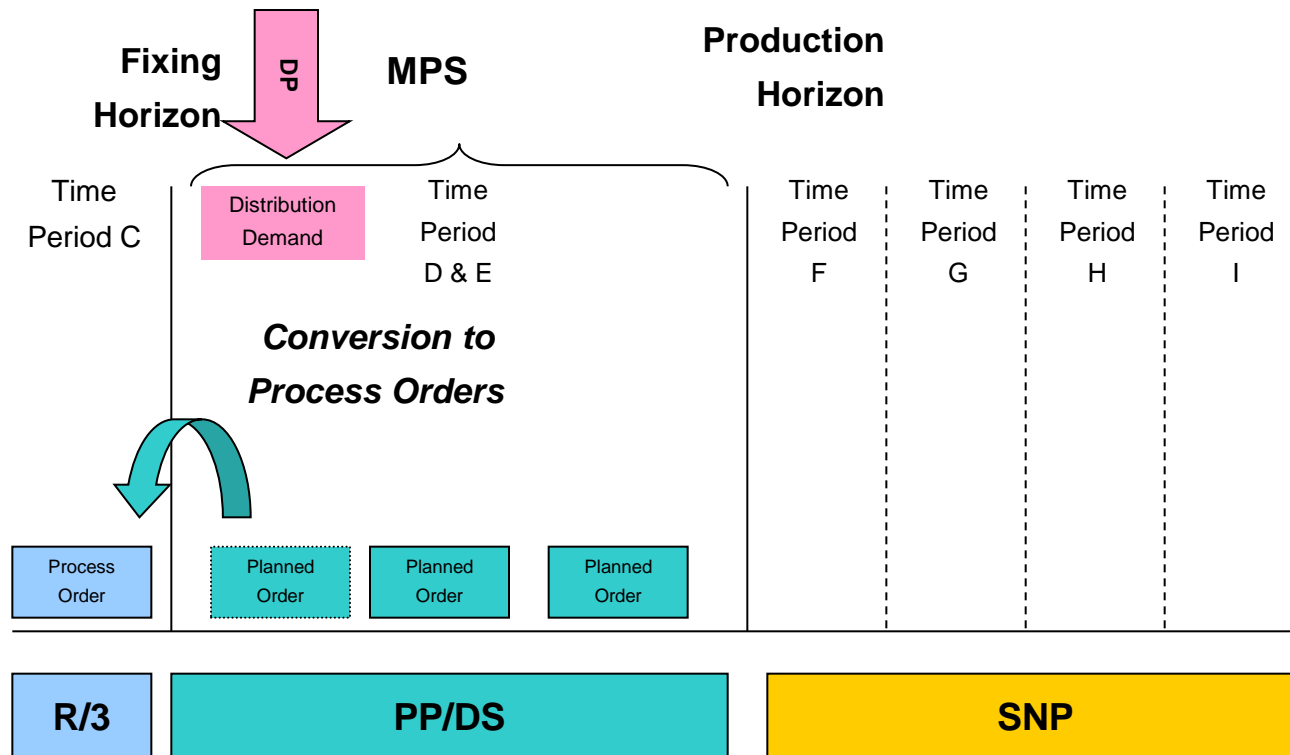 Fixing
Horizon
DP
MPS
Production
Horizon
Time
Period C
Distribution
Demand
Time
Period
D & E
Time
Period
F
Time
Period
G
Time
Period
H
Time
Period
I
Conversion to
Process Orders
Process
Order
Planned
Order
Planned
Order
Planned
Order
R/3
PP/DS
SNP